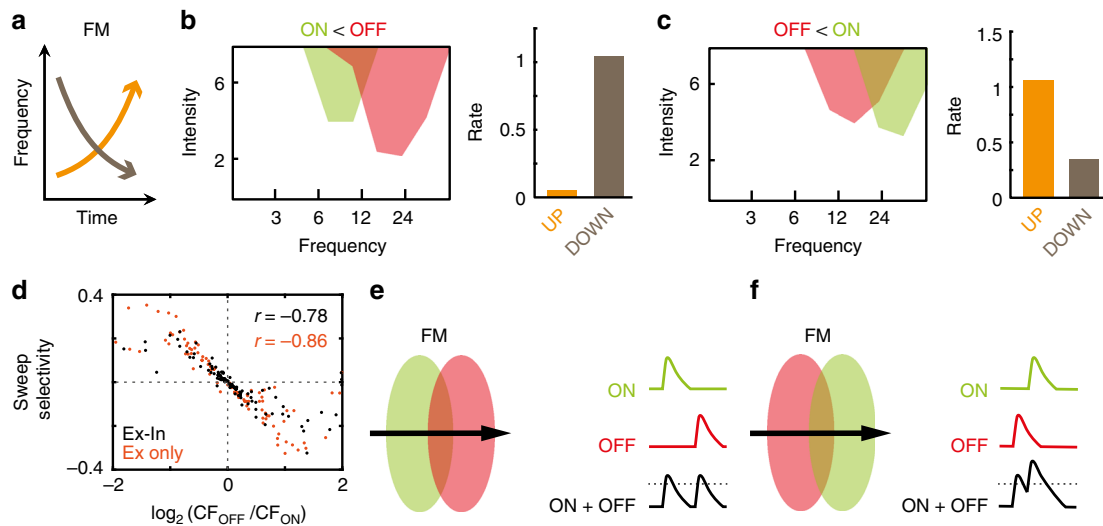 a
FM
Frequency
Time
b
ON < OFF
Intensity
6
2
3 6 12 24
Frequency
Rate
1
0.5
0
UP
DOWN
c
OFF < ON
Intensity
6
2
3 6 12 24
Frequency
Rate
1.5
1
0.5
0
UP
DOWN
d
Sweep
selectivity
0.4
−0.4
r = −0.78
r = −0.86
Ex-In
Ex only
−2 0 2
log2 (CFOFF /CFON)
e
FM
ON
OFF
ON + OFF
f
FM
ON
OFF
ON + OFF